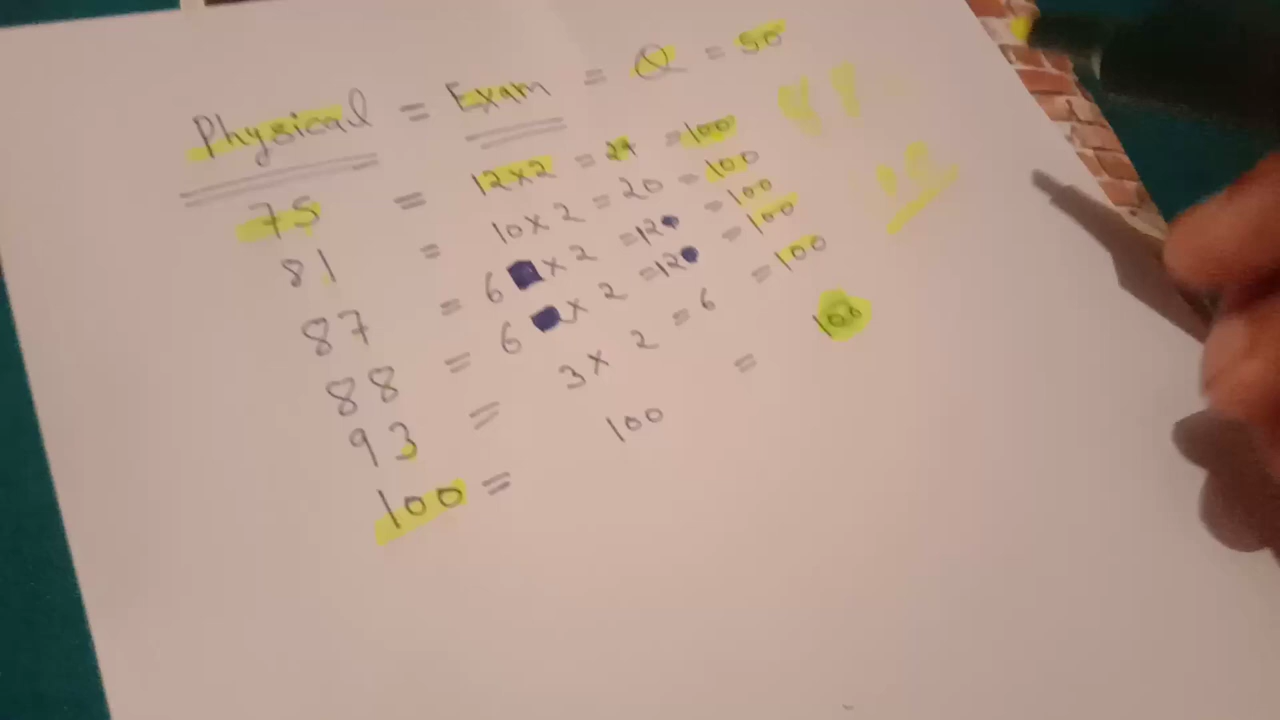 Physical = Exam = Q = 50
75 = 12x2 = 24 = 100
81 = 10x2 = 20 = 100
87 = 6 x 2 = 12 = 100
88 = 6 x 2 = 12 = 100
93 = 3 x 2 = 6 = 100
100 = 100 = 100